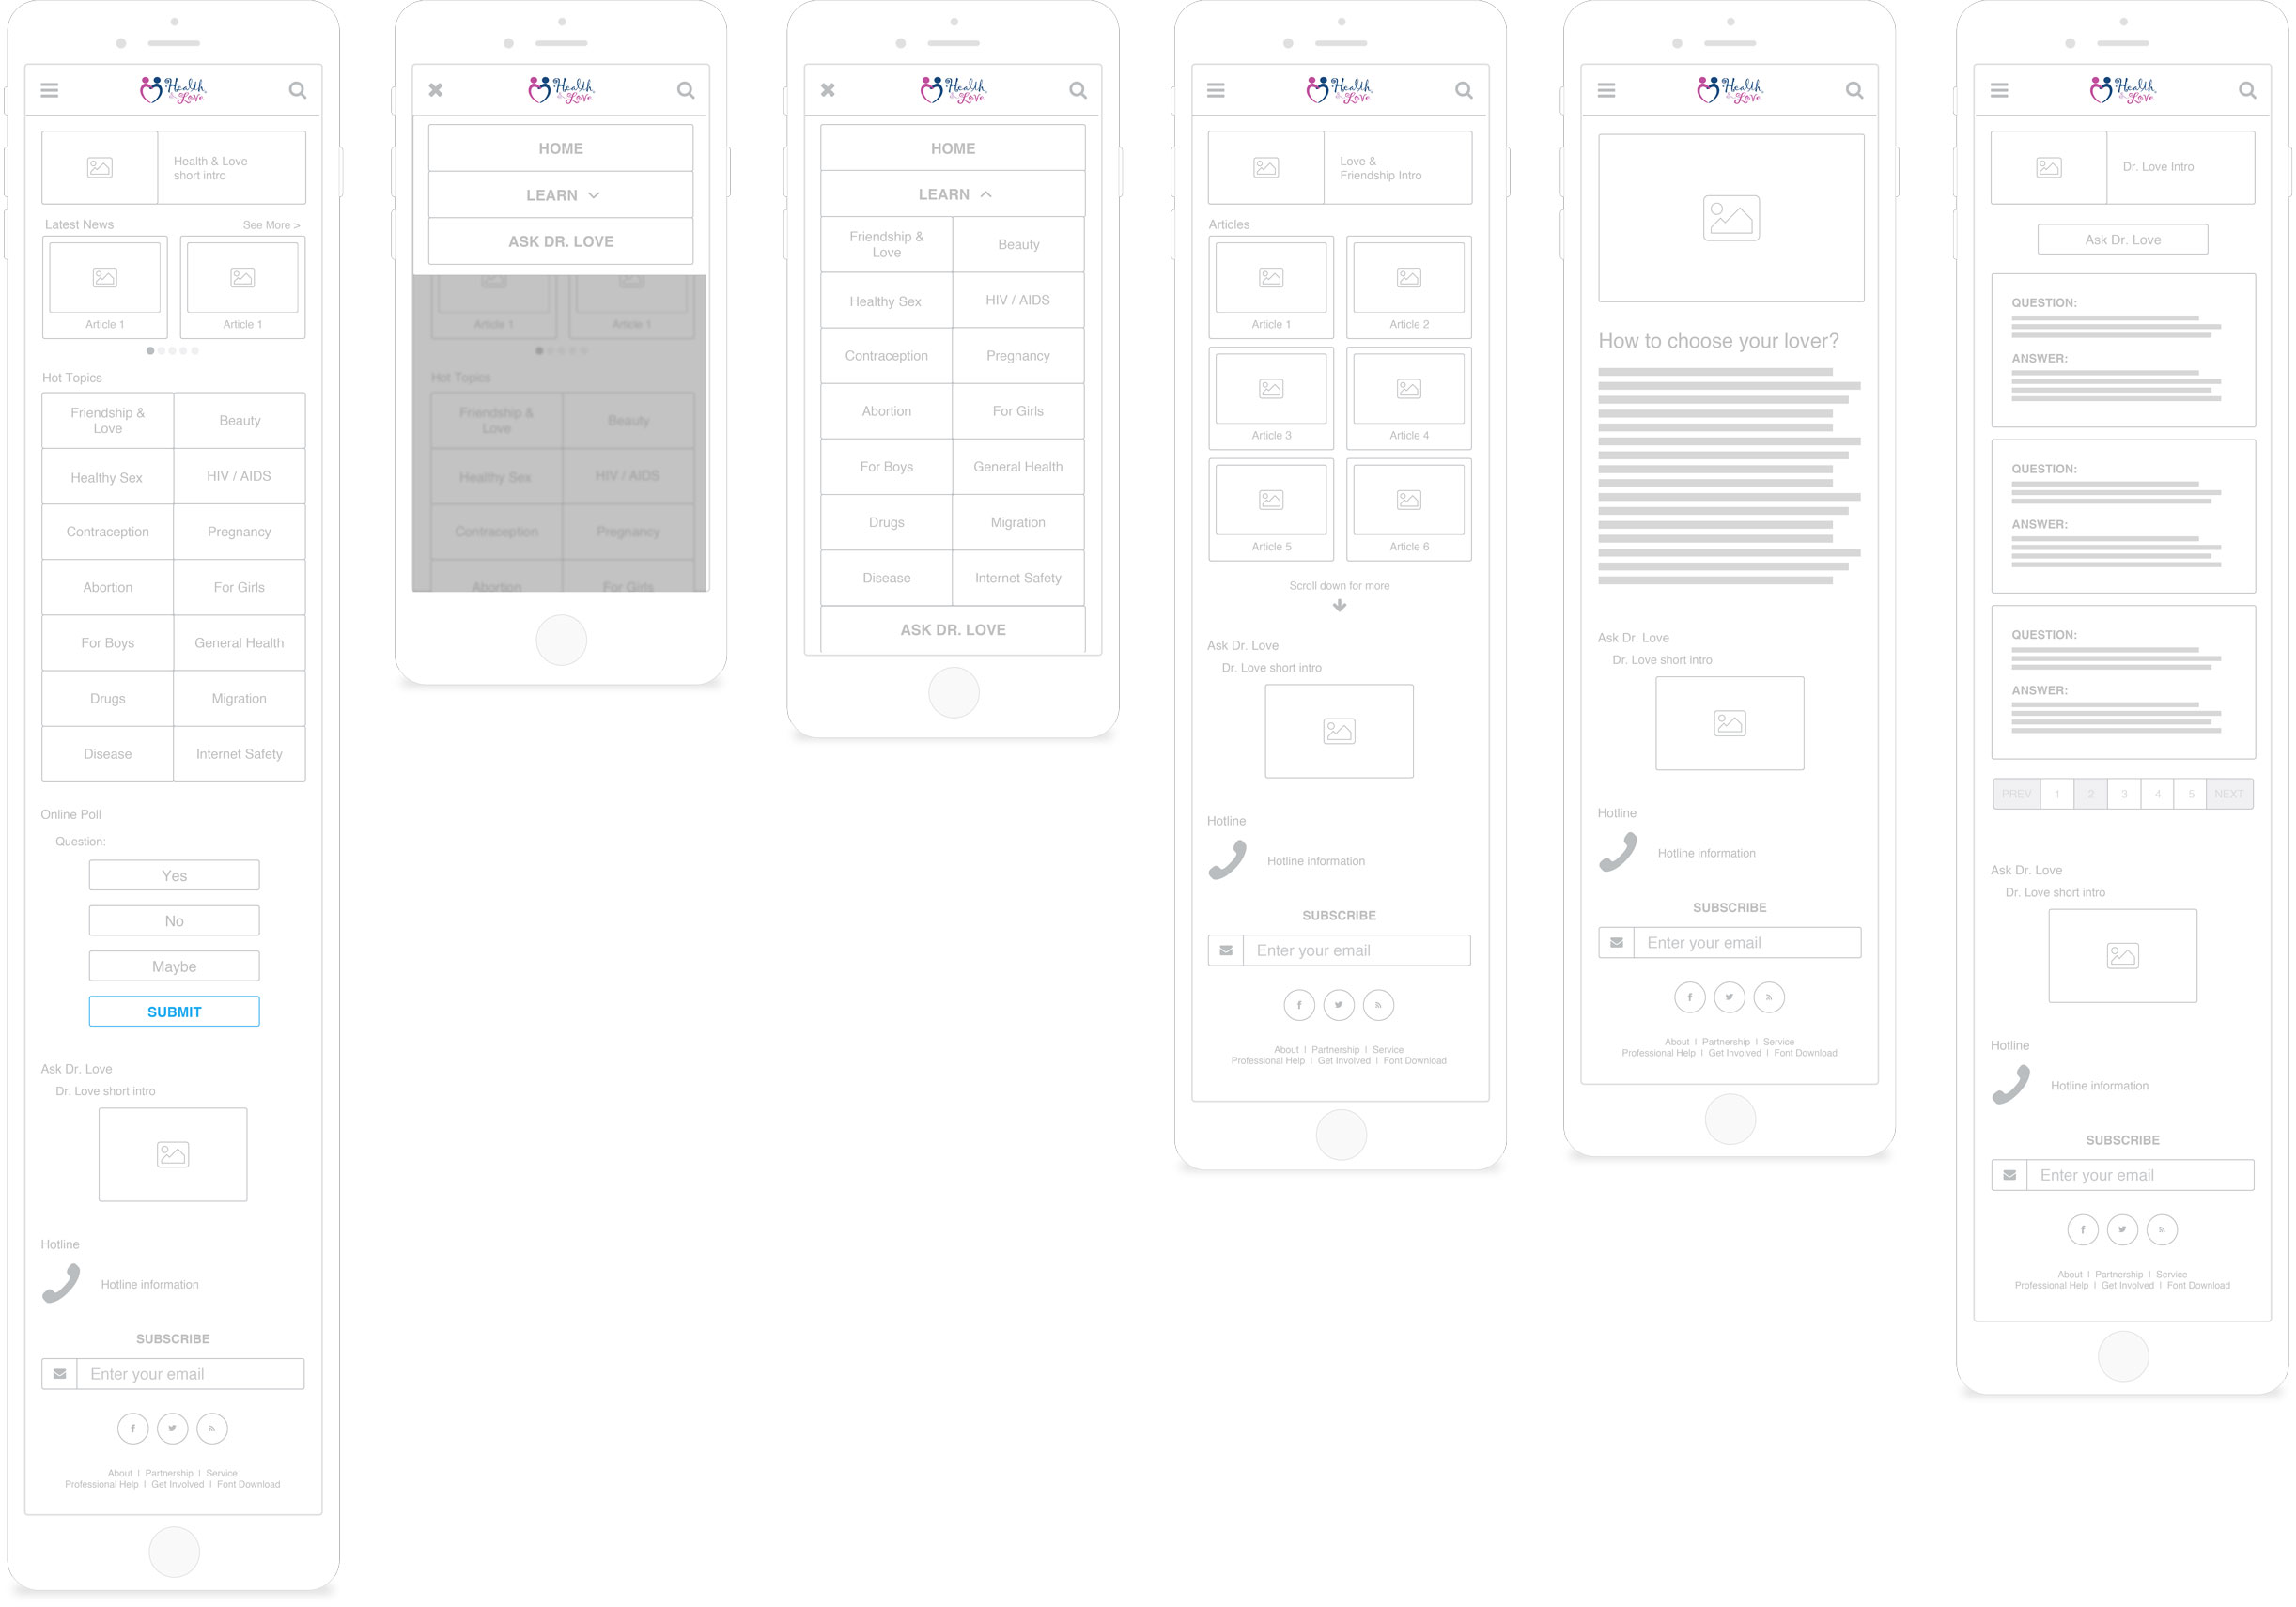 Health
& Love
Health & Love
short intro
Latest News
See More >
Article 1
Article 1
Hot Topics
Friendship &
Love
Beauty
Healthy Sex
HIV / AIDS
Contraception
Pregnancy
Abortion
For Girls
For Boys
General Health
Drugs
Migration
Disease
Internet Safety
Online Poll
Question:
Yes
No
Maybe
SUBMIT
Ask Dr. Love
Dr. Love short intro
Hotline
Hotline information
SUBSCRIBE
Enter your email
About | Partnership | Service
Professional Help | Get Involved | Font Download
Health
& Love
HOME
LEARN
ASK DR. LOVE
Article 1
Article 1
Hot Topics
Friendship &
Love
Beauty
Healthy Sex
HIV / AIDS
Contraception
Pregnancy
Abortion
For Girls
Health
& Love
HOME
LEARN
Friendship &
Love
Beauty
Healthy Sex
HIV / AIDS
Contraception
Pregnancy
Abortion
For Girls
For Boys
General Health
Drugs
Migration
Disease
Internet Safety
ASK DR. LOVE
Health
& Love
Love &
Friendship Intro
Articles
Article 1
Article 2
Article 3
Article 4
Article 5
Article 6
Scroll down for more
Ask Dr. Love
Dr. Love short intro
Hotline
Hotline information
SUBSCRIBE
Enter your email
About | Partnership | Service
Professional Help | Get Involved | Font Download
Health
& Love
How to choose your lover?
Ask Dr. Love
Dr. Love short intro
Hotline
Hotline information
SUBSCRIBE
Enter your email
About | Partnership | Service
Professional Help | Get Involved | Font Download
Health
& Love
Dr. Love Intro
Ask Dr. Love
QUESTION:
ANSWER:
QUESTION:
ANSWER:
QUESTION:
ANSWER:
PREV 1 2 3 4 5 NEXT
Ask Dr. Love
Dr. Love short intro
Hotline
Hotline information
SUBSCRIBE
Enter your email
About | Partnership | Service
Professional Help | Get Involved | Font Download